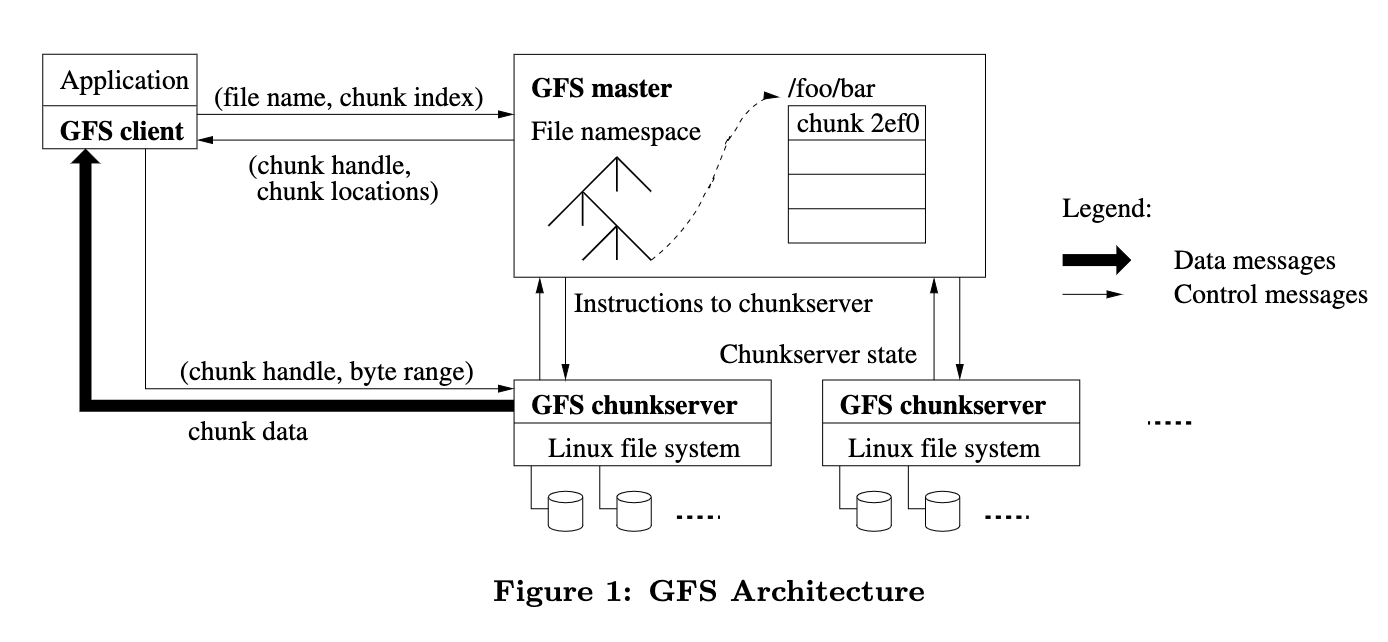 Application
GFS client
(file name, chunk index)
(chunk handle,
chunk locations)
GFS master
File namespace
/foo/bar
chunk 2ef0
Legend:
Data messages
Control messages
Instructions to chunkserver
Chunkserver state
(chunk handle, byte range)
chunk data
GFS chunkserver
Linux file system
GFS chunkserver
Linux file system
Figure 1: GFS Architecture